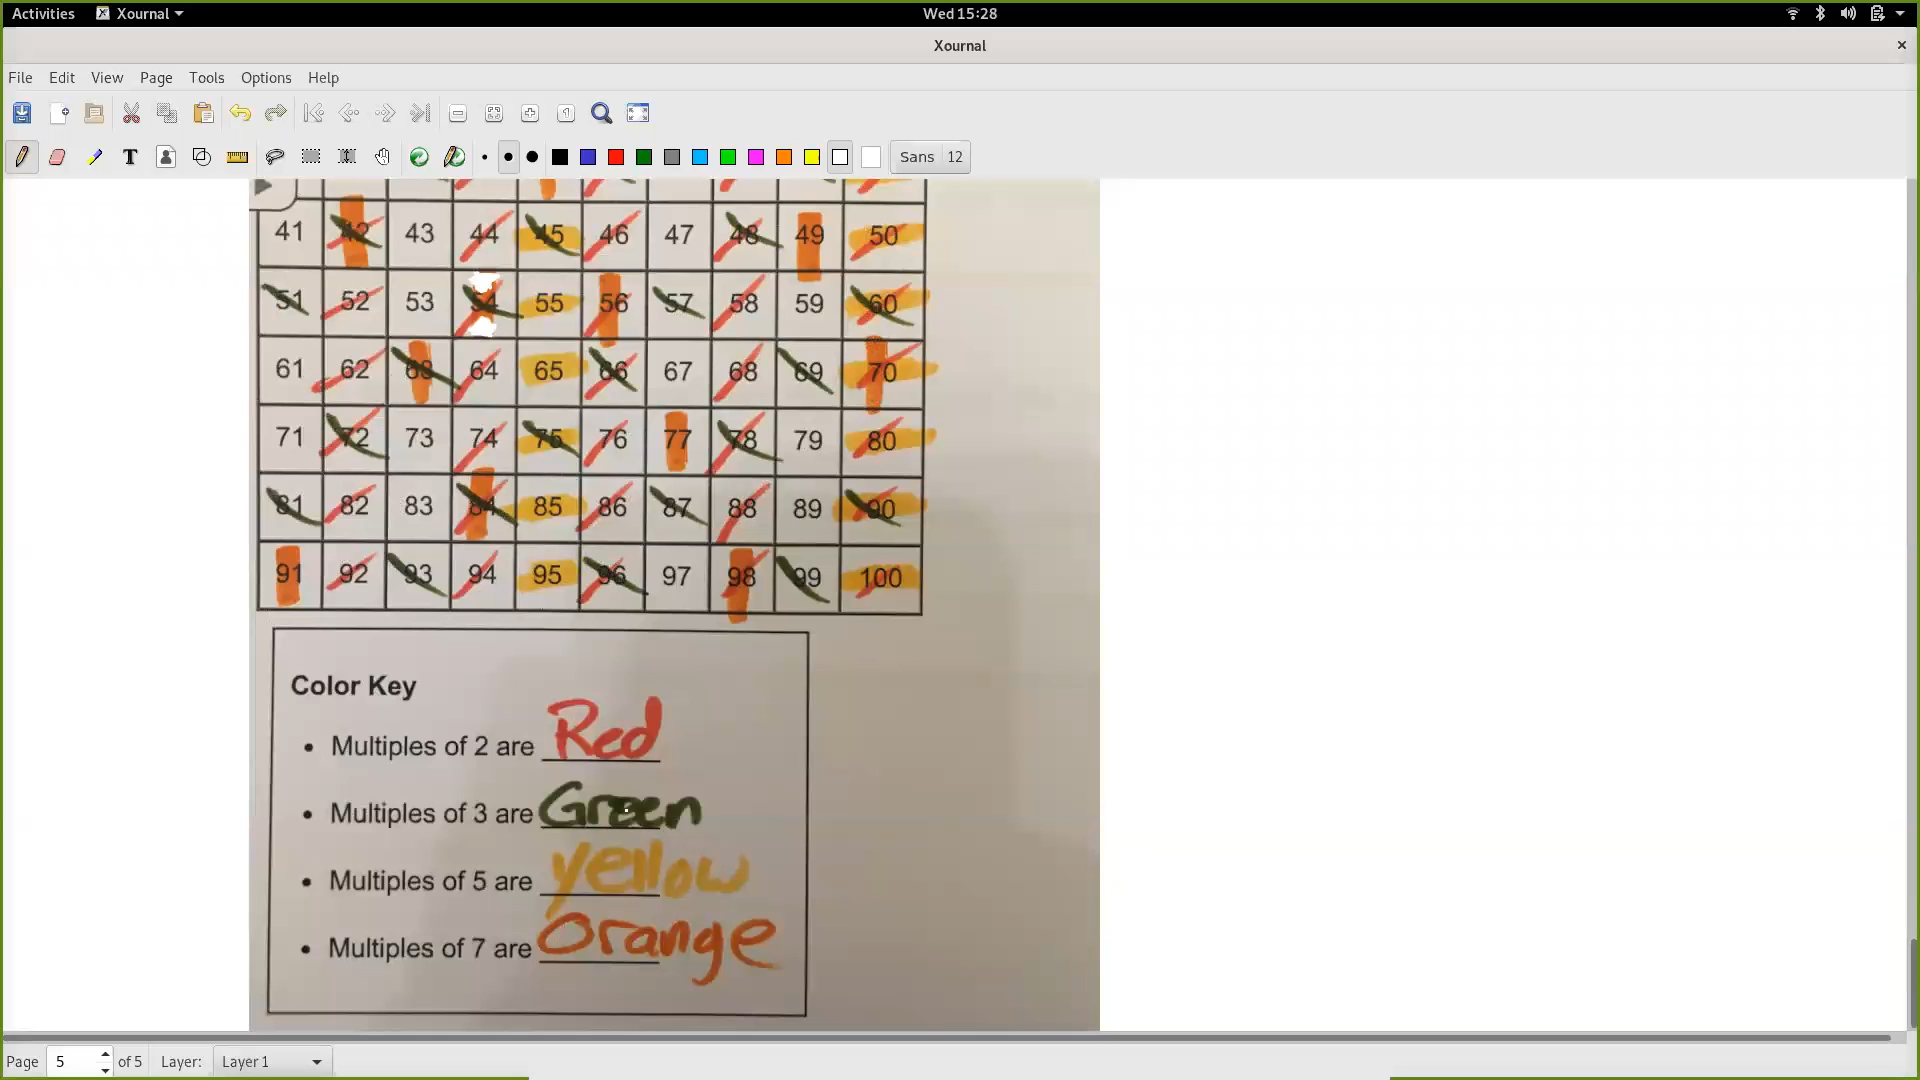 Activities Xournal Wed 15:28
Xournal
File Edit View Page Tools Options Help
Sans 12
41 42 43 44 45 46 47 48 49 50
51 52 53 54 55 56 57 58 59 60
61 62 63 64 65 66 67 68 69 70
71 72 73 74 75 76 77 78 79 80
81 82 83 84 85 86 87 88 89 90
91 92 93 94 95 96 97 98 99 100
Color Key
• Multiples of 2 are Red
• Multiples of 3 are Green
• Multiples of 5 are yellow
• Multiples of 7 are Orange
Page 5 of 5 Layer: Layer 1